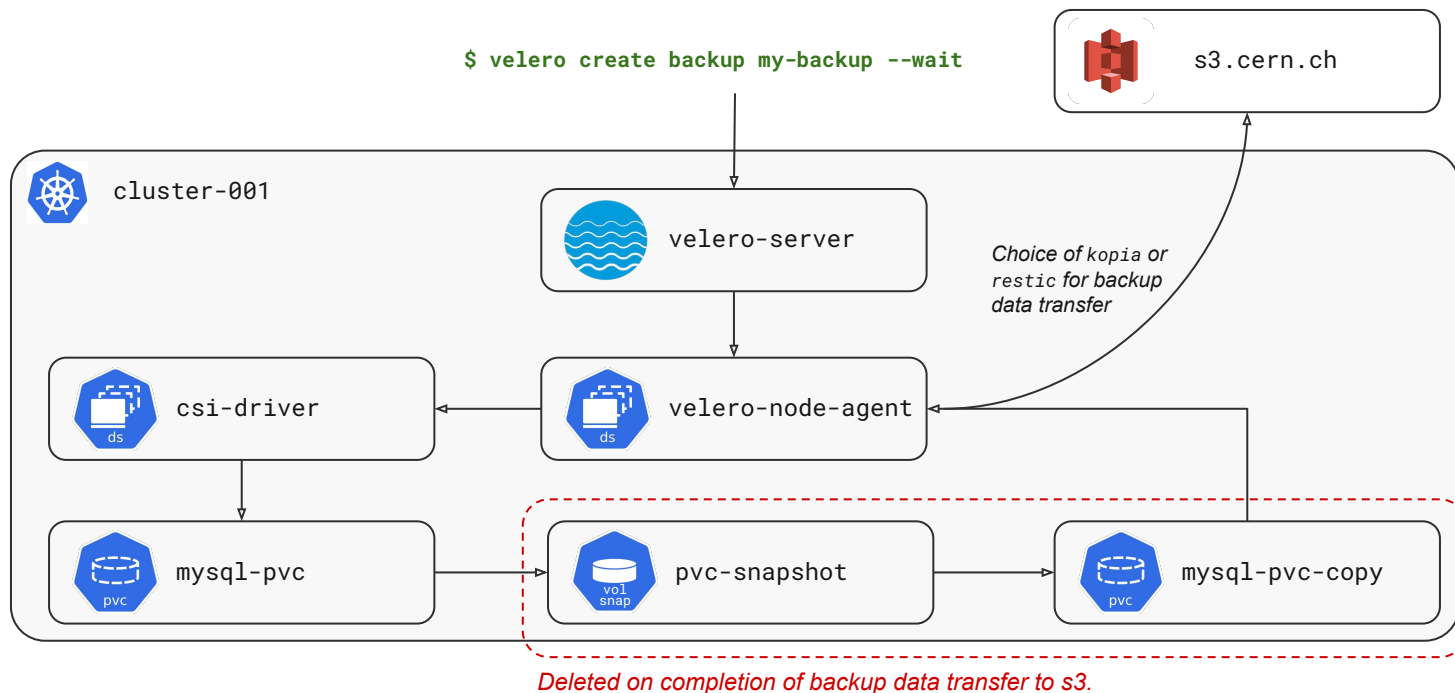 $ velero create backup my-backup --wait
s3.cern.ch
cluster-001
velero-server
Choice of kopia or
restic for backup
data transfer
csi-driver
ds
velero-node-agent
ds
mysql-pvc
pvc
pvc-snapshot
vol
snap
mysql-pvc-copy
pvc
Deleted on completion of backup data transfer to s3.